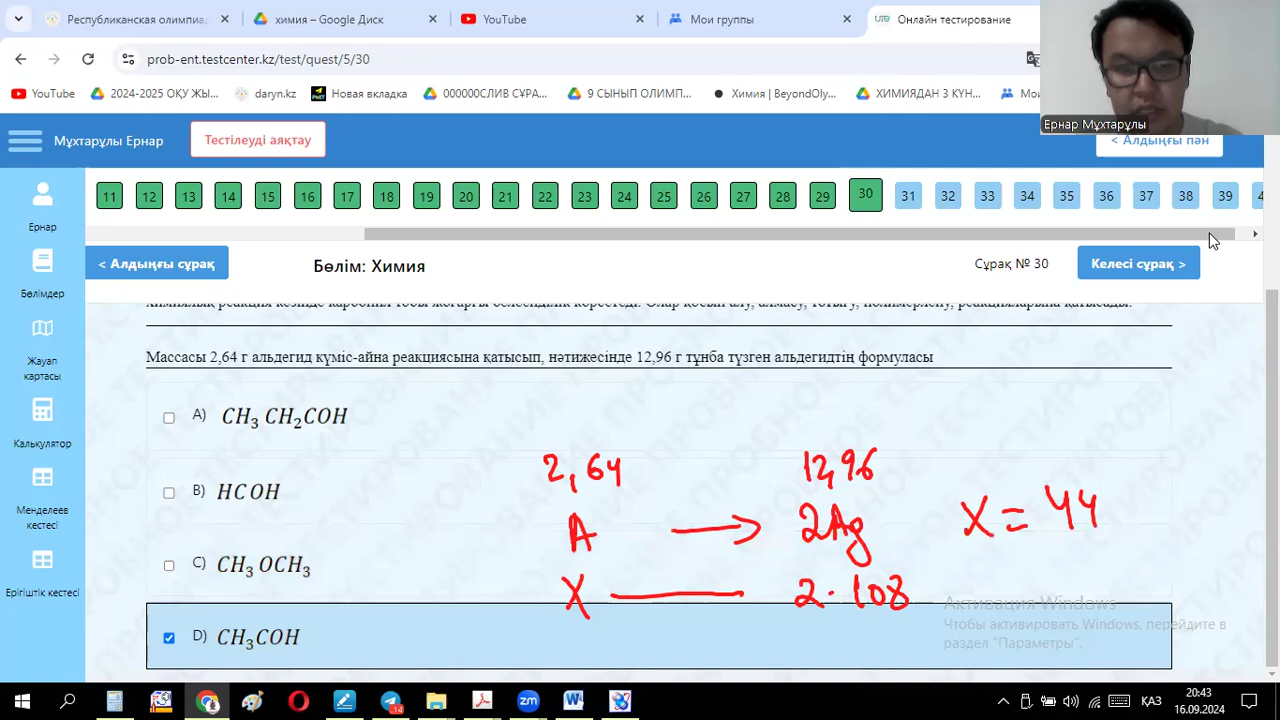 Республиканская олимпиад
химия – Google Диск
YouTube
Мои группы
Онлайн тестирование
prob-ent.testcenter.kz/test/quest/5/30
YouTube
2024-2025 ОҚУ ЖЫ...
daryn.kz
Новая вкладка
000000СЛИВ СҰРА...
9 СЫНЫП ОЛИМП...
Химия | BeyondOly...
ХИМИЯДАН 3 КҮН...
Ернар Мұхтарұлы
Мұхтарұлы Ернар
Тестілеуді аяқтау
< Алдыңғы пән
11 12 13 14 15 16 17 18 19 20 21 22 23 24 25 26 27 28 29 30 31 32 33 34 35 36 37 38 39
Ернар
Бөлімдер
Жауап картасы
Калькулятор
Менделеев кестесі
Ерігіштік кестесі
< Алдыңғы сұрақ
Бөлім: Химия
Сұрақ № 30
Келесі сұрақ >
Массасы 2,64 г альдегид күміс-айна реакциясына қатысып, нәтижесінде 12,96 г тұнба түзген альдегидтің формуласы
A) CH₃ CH₂COH
B) HCOH
C) CH₃ OCH₃
D) CH₃COH
2,64 12,96
A → 2Ag
X — 2·108
X = 44
Активация Windows
Чтобы активировать Windows, перейдите в
раздел "Параметры".
ҚАЗ
20:43
16.09.2024